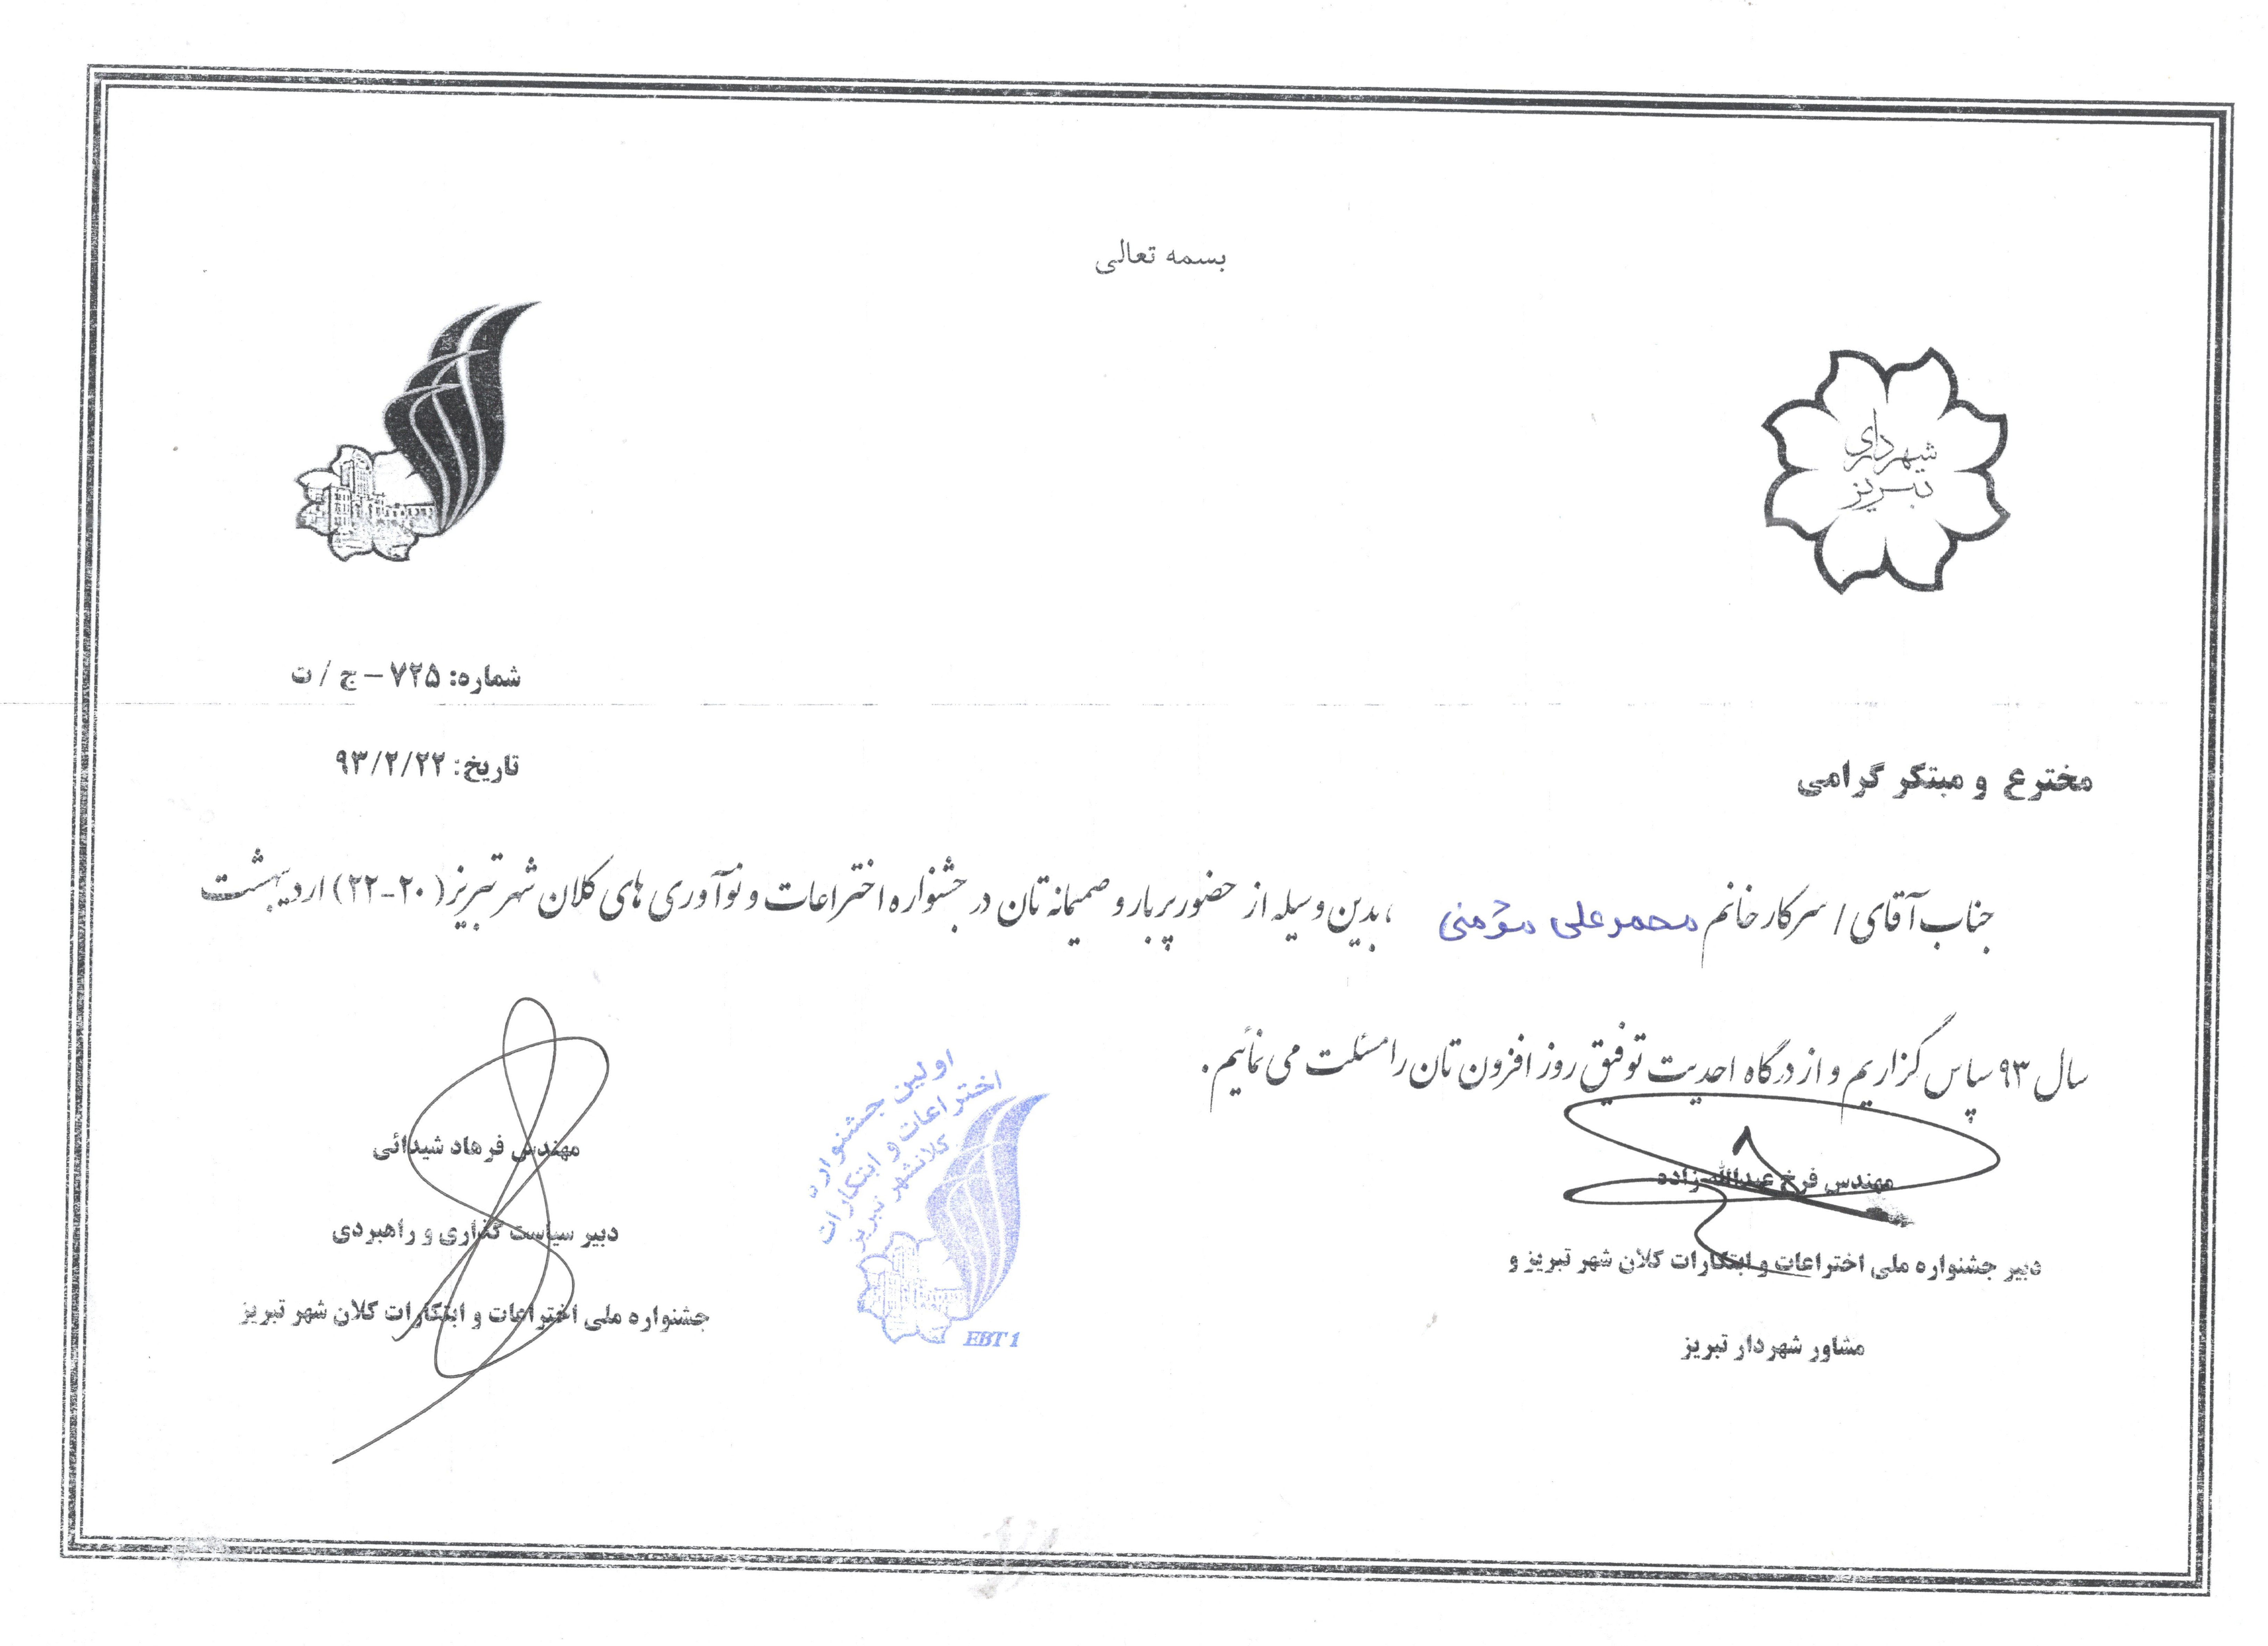 بسمه تعالی
شهرداری
تبریز
شماره: ۷۲۵ – ج / ت
تاریخ: ۹۳/۲/۲۲
مخترع و مبتکر گرامی
جناب آقای / سرکار خانم محمدعلی مؤمنی ، بدین وسیله از حضور پربار و صمیمانه تان در جشنواره اختراعات و نوآوری های کلان شهر تبریز (۲۰-۲۲) اردیبهشت
سال ۹۳ سپاس گزاریم و از درگاه احدیت توفیق روز افزون تان را مسئلت می نمائیم.
مهندس فرخ عبدالله زاده
دبیر جشنواره ملی اختراعات و ابتکارات کلان شهر تبریز و
مشاور شهردار تبریز
اولین جشنواره
اختراعات و ابتکارات
کلانشهر تبریز
EBT 1
مهندس فرهاد شیدائی
دبیر سیاست گذاری و راهبردی
جشنواره ملی اختراعات و ابتکارات کلان شهر تبریز